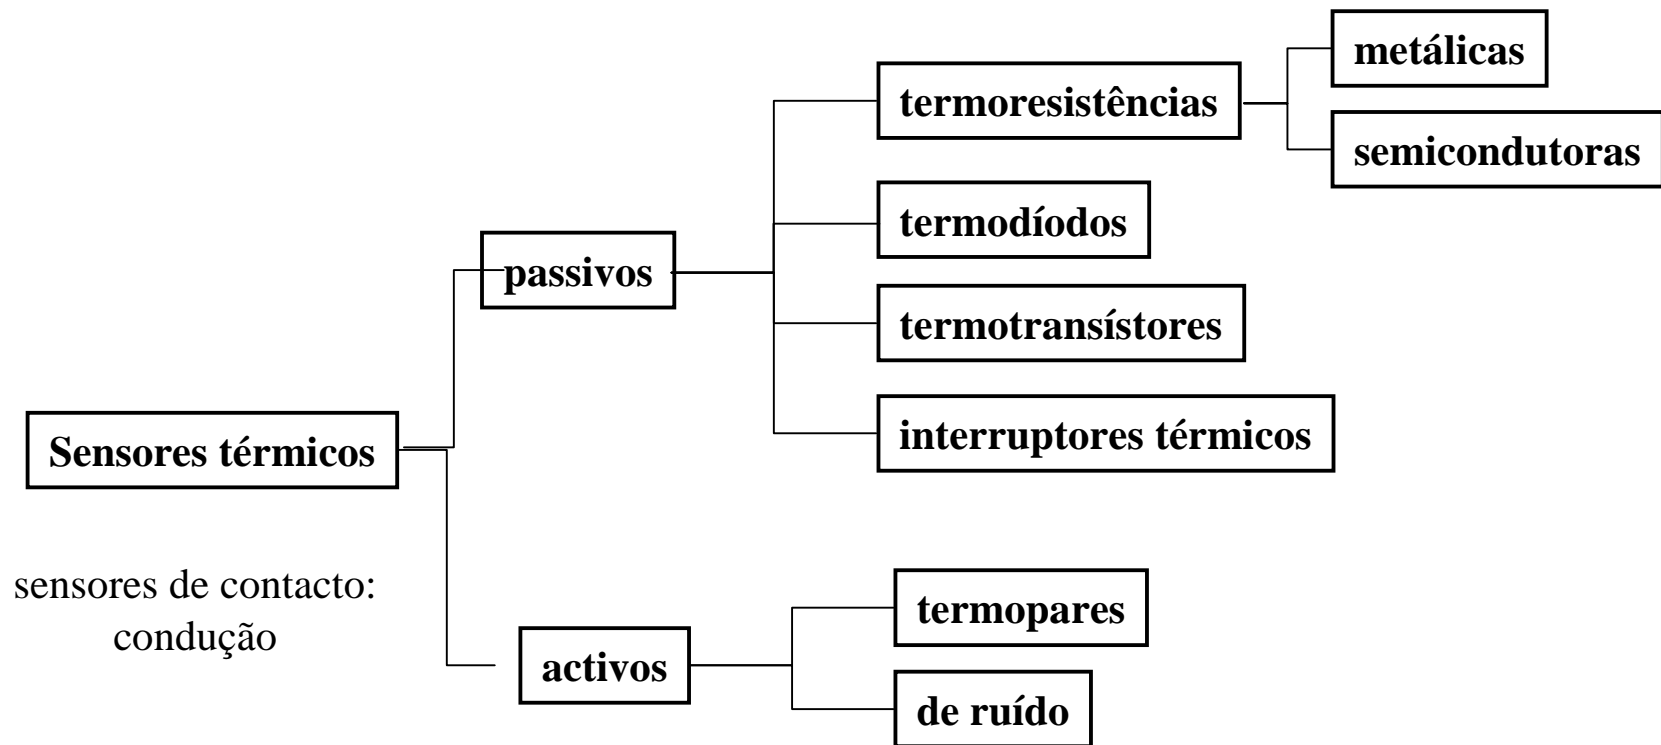 metálicas
termoresistências
semicondutoras
termodíodos
passivos
termotransístores
interruptores térmicos
Sensores térmicos
sensores de contacto:
condução
termopares
activos
de ruído